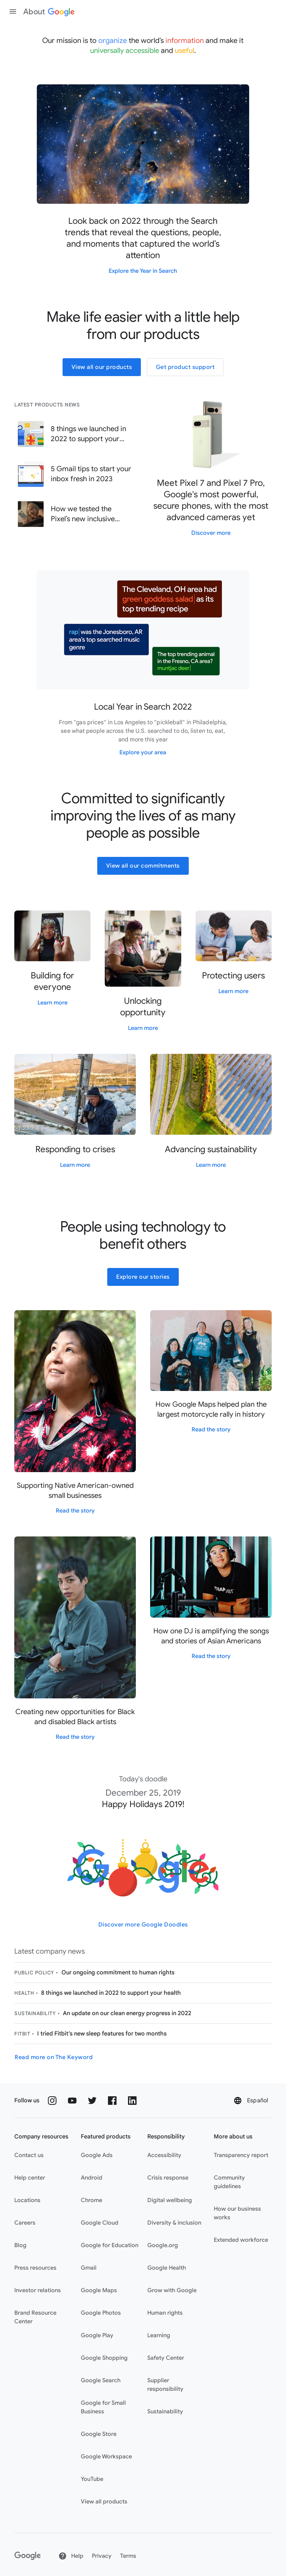 About Google
Our mission is to organize the world's information and make it
universally accessible and useful.
Look back on 2022 through the Search
trends that reveal the questions, people,
and moments that captured the world's
attention
Explore the Year in Search
Make life easier with a little help
from our products
View all our products
Get product support
LATEST PRODUCTS NEWS
8 things we launched in
2022 to support your...
5 Gmail tips to start your
inbox fresh in 2023
How we tested the
Pixel's new inclusive...
Meet Pixel 7 and Pixel 7 Pro,
Google's most powerful,
secure phones, with the most
advanced cameras yet
Discover more
The Cleveland, OH area had
green goddess salad as its
top trending recipe
rap was the Jonesboro, AR
area's top searched music
genre
The top trending animal
in the Fresno, CA area?
muntjac deer
Local Year in Search 2022
From "gas prices" in Los Angeles to "pickleball" in Philadelphia,
see what people across the U.S. searched to do, listen to, eat,
and more this year
Explore your area
Committed to significantly
improving the lives of as many
people as possible
View all our commitments
Building for
everyone
Learn more
Unlocking
opportunity
Learn more
Protecting users
Learn more
Responding to crises
Learn more
Advancing sustainability
Learn more
People using technology to
benefit others
Explore our stories
Supporting Native American-owned
small businesses
Read the story
How Google Maps helped plan the
largest motorcycle rally in history
Read the story
Creating new opportunities for Black
and disabled Black artists
Read the story
How one DJ is amplifying the songs
and stories of Asian Americans
Read the story
Today's doodle
December 25, 2019
Happy Holidays 2019!
Google
Discover more Google Doodles
Latest company news
PUBLIC POLICY • Our ongoing commitment to human rights
HEALTH • 8 things we launched in 2022 to support your health
SUSTAINABILITY • An update on our clean energy progress in 2022
FITBIT • I tried Fitbit's new sleep features for two months
Read more on The Keyword
Follow us
Español
Company resources
Contact us
Help center
Locations
Careers
Blog
Press resources
Investor relations
Brand Resource
Center
Featured products
Google Ads
Android
Chrome
Google Cloud
Google for Education
Gmail
Google Maps
Google Photos
Google Play
Google Shopping
Google Search
Google for Small
Business
Google Store
Google Workspace
YouTube
View all products
Responsibility
Accessibility
Crisis response
Digital wellbeing
Diversity & inclusion
Google.org
Google Health
Grow with Google
Human rights
Learning
Safety Center
Supplier
responsibility
Sustainability
More about us
Transparency report
Community
guidelines
How our business
works
Extended workforce
Google
Help
Privacy
Terms